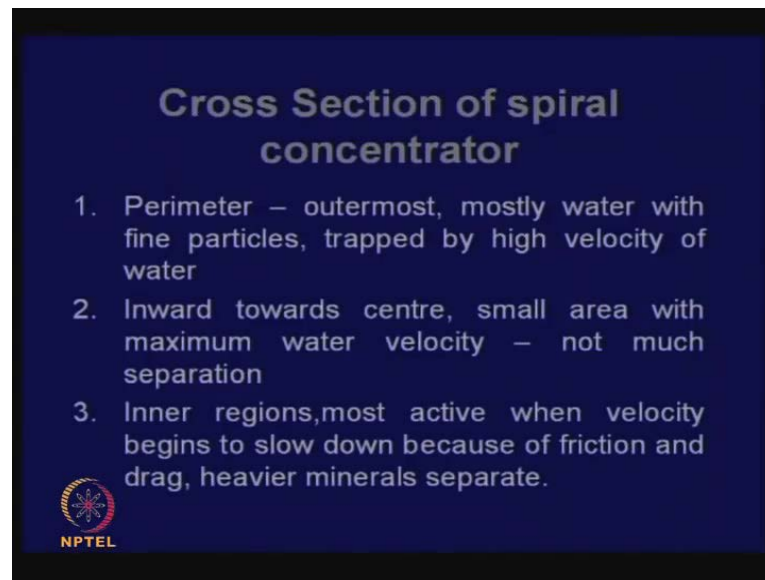 Cross Section of spiral
concentrator
1. Perimeter – outermost, mostly water with
fine particles, trapped by high velocity of
water
2. Inward towards centre, small area with
maximum water velocity – not much
separation
3. Inner regions,most active when velocity
begins to slow down because of friction and
drag, heavier minerals separate.
NPTEL